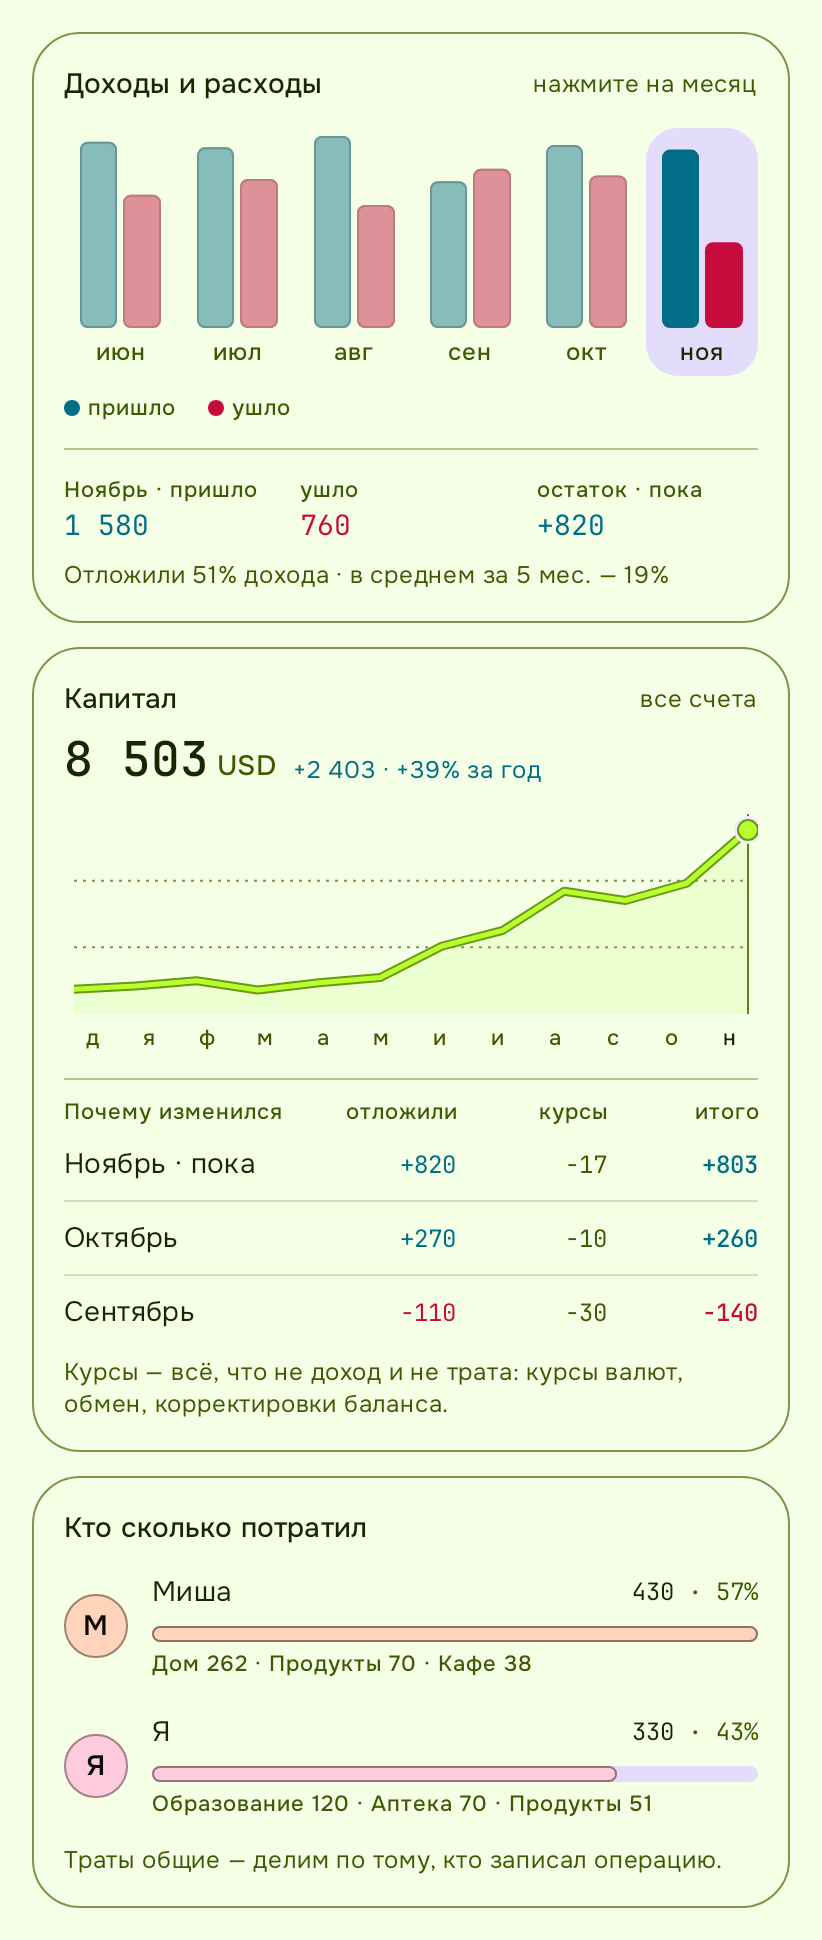 Доходы и расходы нажмите на месяц
июн июл авг сен окт ноя
пришло ушло
Ноябрь · пришло ушло остаток · пока
1 580 760 +820
Отложили 51% дохода · в среднем за 5 мес. — 19%
Капитал все счета
8 503 USD +2 403 · +39% за год
д я ф м а м и и а с о н
Почему изменился отложили курсы итого
Ноябрь · пока +820 -17 +803
Октябрь +270 -10 +260
Сентябрь -110 -30 -140
Курсы — всё, что не доход и не трата: курсы валют,
обмен, корректировки баланса.
Кто сколько потратил
Миша 430 · 57%
М
Дом 262 · Продукты 70 · Кафе 38
Я 330 · 43%
Я
Образование 120 · Аптека 70 · Продукты 51
Траты общие — делим по тому, кто записал операцию.